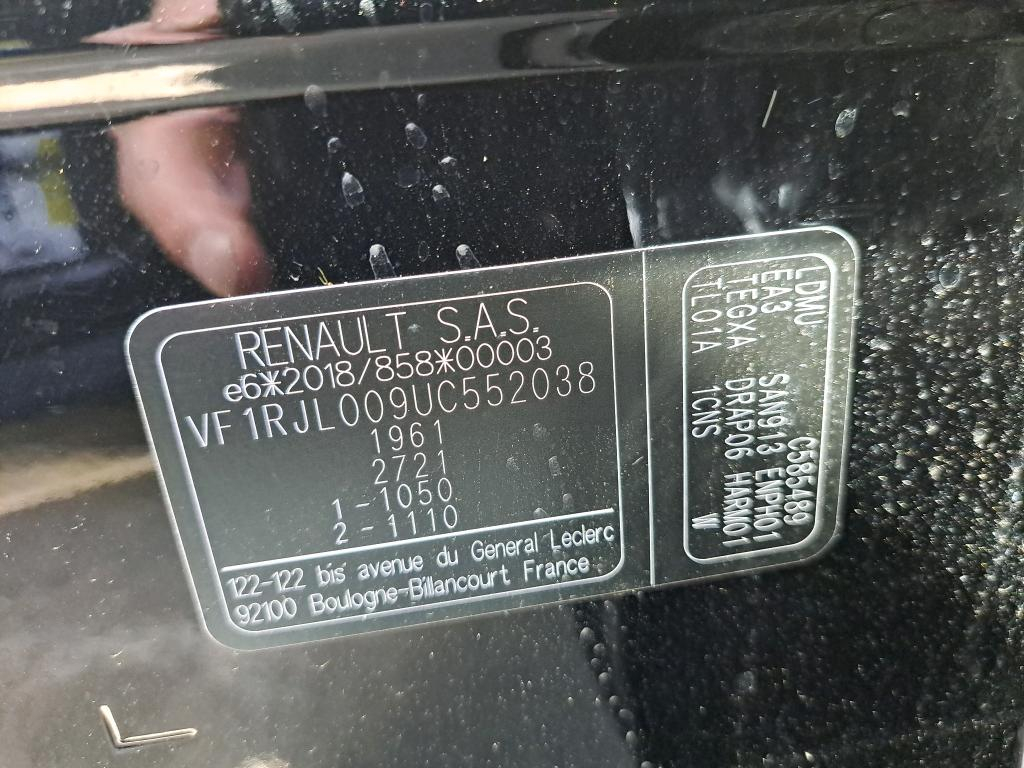 RENAULT S.A.S.
e6*2018/858*00003
VF1RJL009UC552038
1961
2721
1-1050
2-1110
122-122 bis avenue du General Leclerc
92100 Boulogne-Billancourt France
LDMU C585489
EA3 SAN913 ENPH01
TEGXA DRAP06 HARM01
TL01A 1CNS W